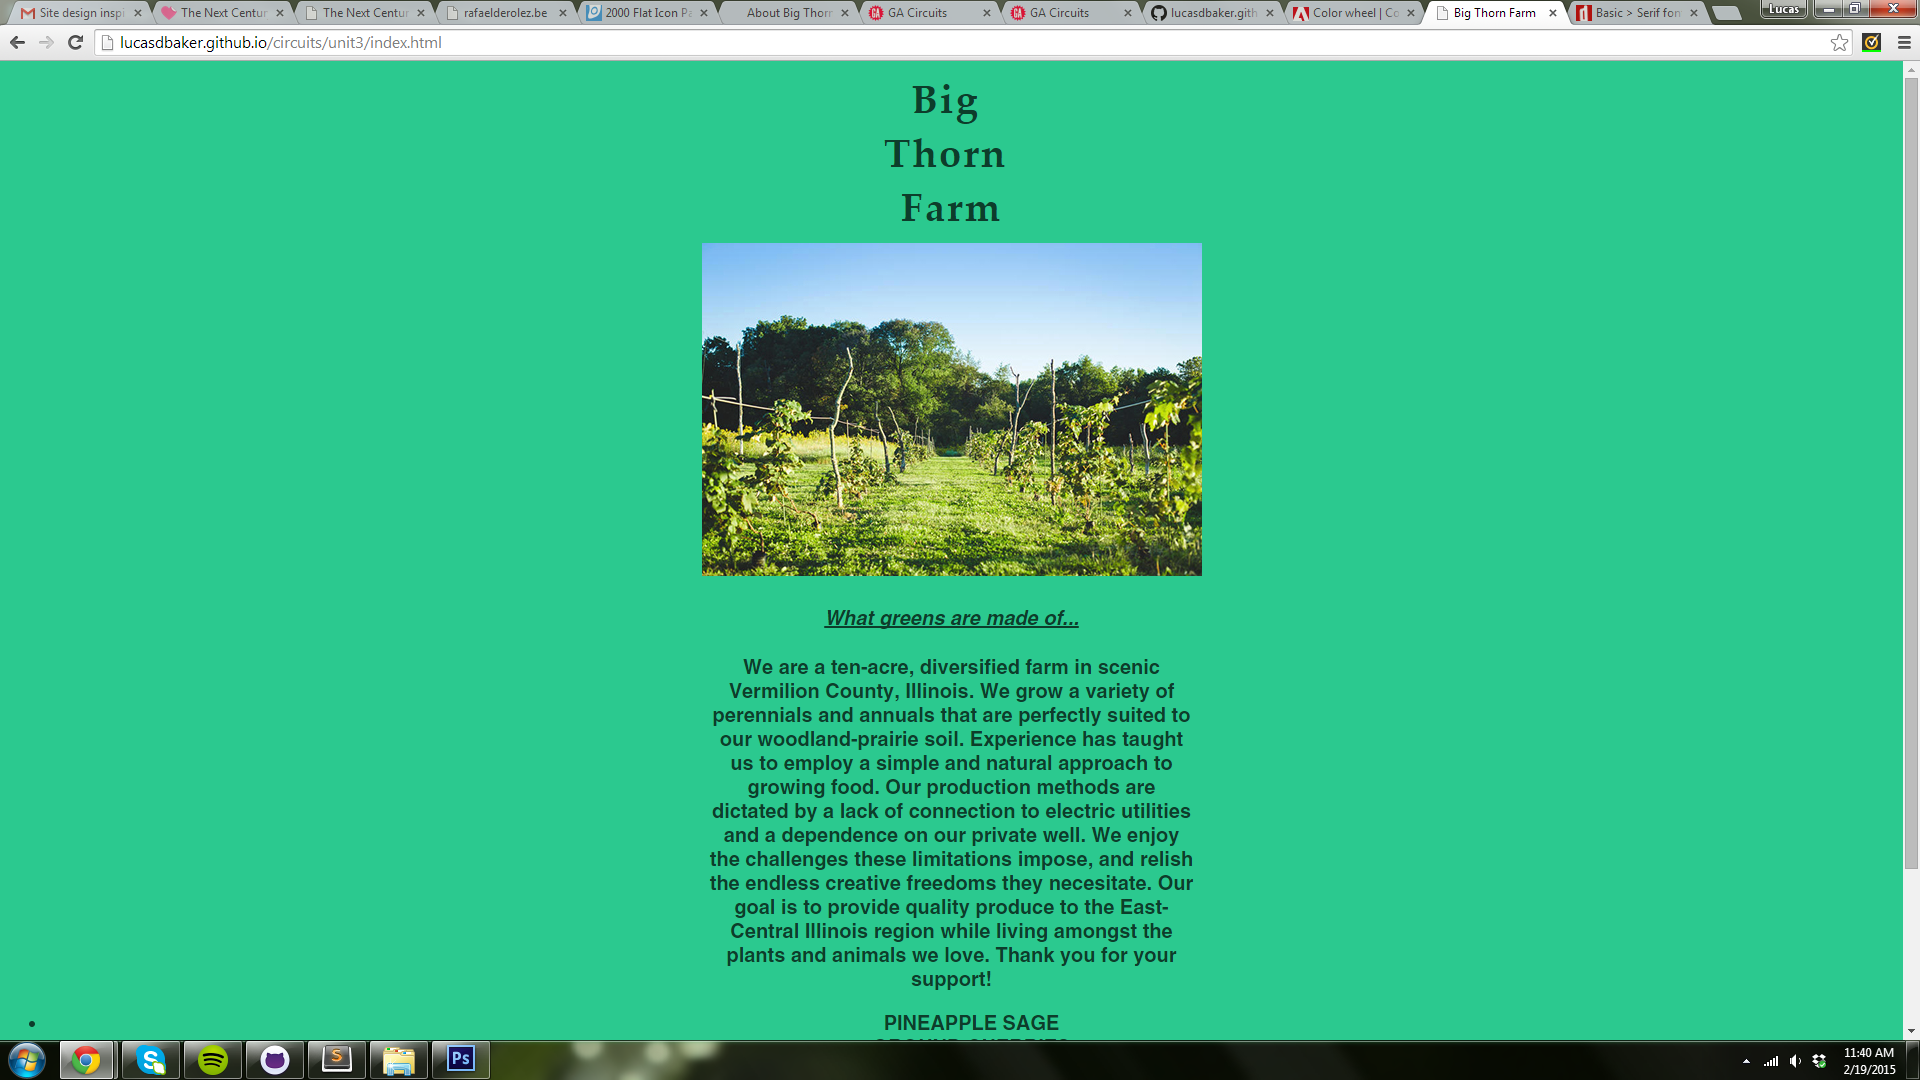 Site design inspi
The Next Centur
The Next Centur
rafaelderolez.be
2000 Flat Icon Pa
About Big Thorn
GA Circuits
GA Circuits
lucasdbaker.gith
Color wheel | Co
Big Thorn Farm
Basic > Serif fon
Lucas
lucasdbaker.github.io/circuits/unit3/index.html
Big
Thorn
Farm
What greens are made of...
We are a ten-acre, diversified farm in scenic
Vermilion County, Illinois. We grow a variety of
perennials and annuals that are perfectly suited to
our woodland-prairie soil. Experience has taught
us to employ a simple and natural approach to
growing food. Our production methods are
dictated by a lack of connection to electric utilities
and a dependence on our private well. We enjoy
the challenges these limitations impose, and relish
the endless creative freedoms they necesitate. Our
goal is to provide quality produce to the East-
Central Illinois region while living amongst the
plants and animals we love. Thank you for your
support!
• PINEAPPLE SAGE
Ps
11:40 AM
2/19/2015